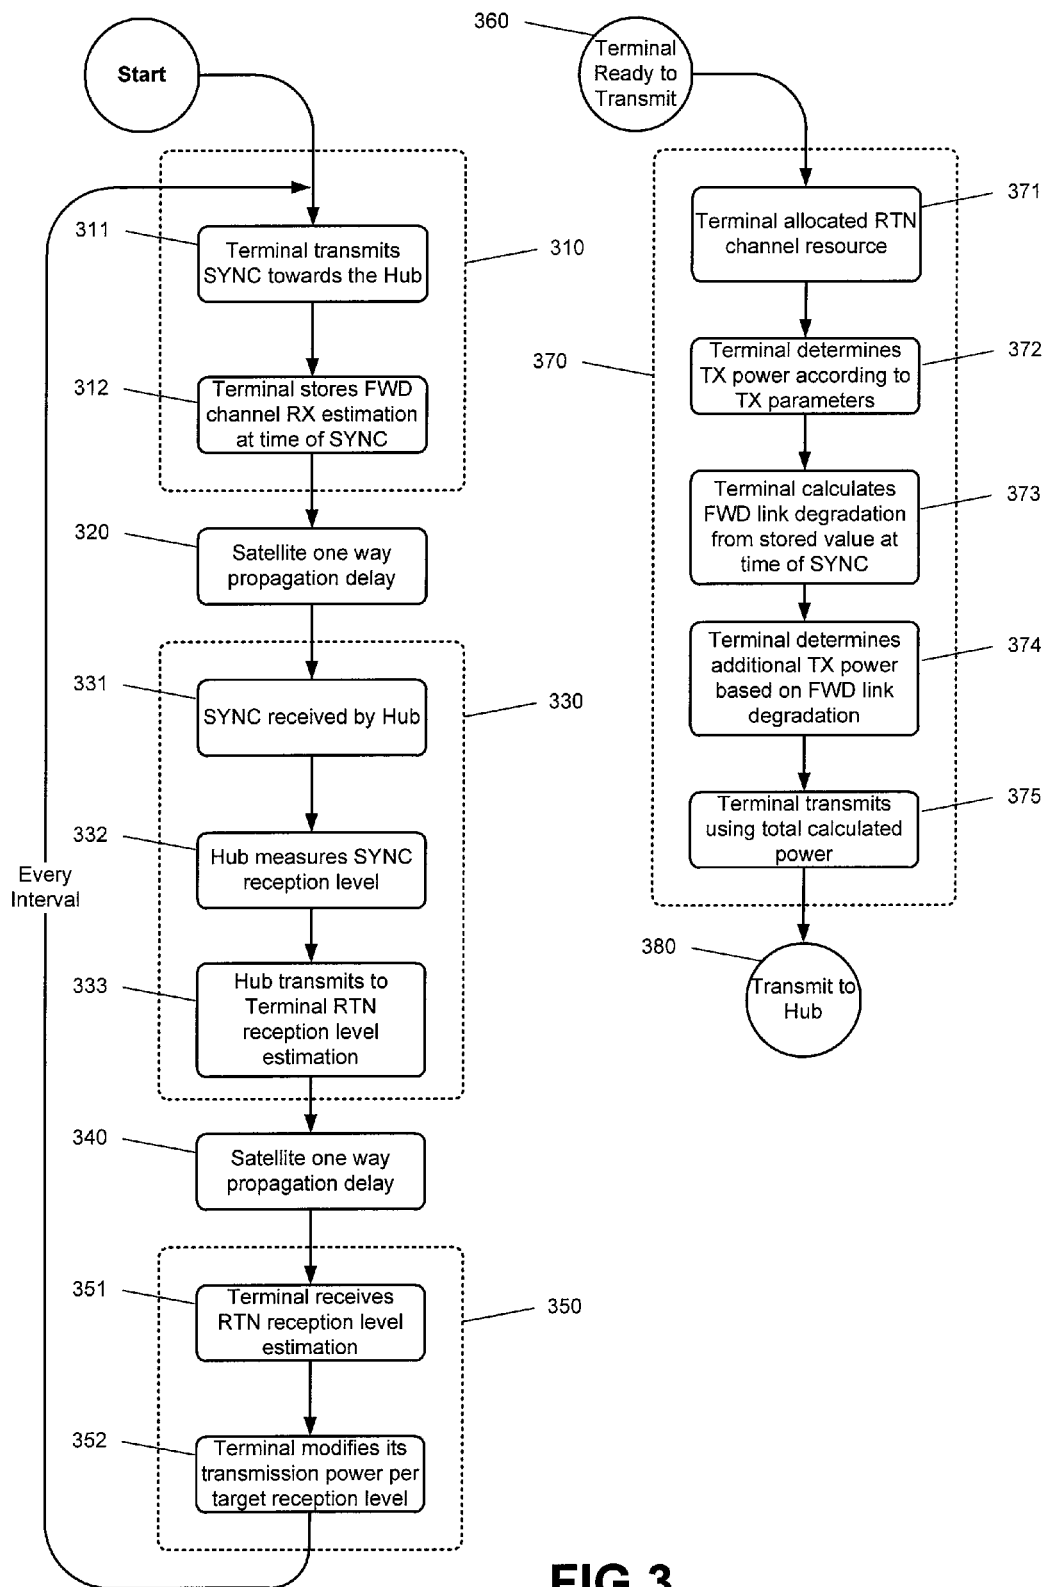 Start
311
Terminal transmits
SYNC towards the Hub
310
312
Terminal stores FWD
channel RX estimation
at time of SYNC
320
Satellite one way
propagation delay
331
SYNC received by Hub
330
332
Hub measures SYNC
reception level
Every
Interval
333
Hub transmits to
Terminal RTN
reception level
estimation
340
Satellite one way
propagation delay
351
Terminal receives
RTN reception level
estimation
350
352
Terminal modifies its
transmission power per
target reception level
360
Terminal
Ready to
Transmit
371
Terminal allocated RTN
channel resource
370
372
Terminal determines
TX power according to
TX parameters
373
Terminal calculates
FWD link degradation
from stored value at
time of SYNC
374
Terminal determines
additional TX power
based on FWD link
degradation
375
Terminal transmits
using total calculated
power
380
Transmit to
Hub
FIG 3